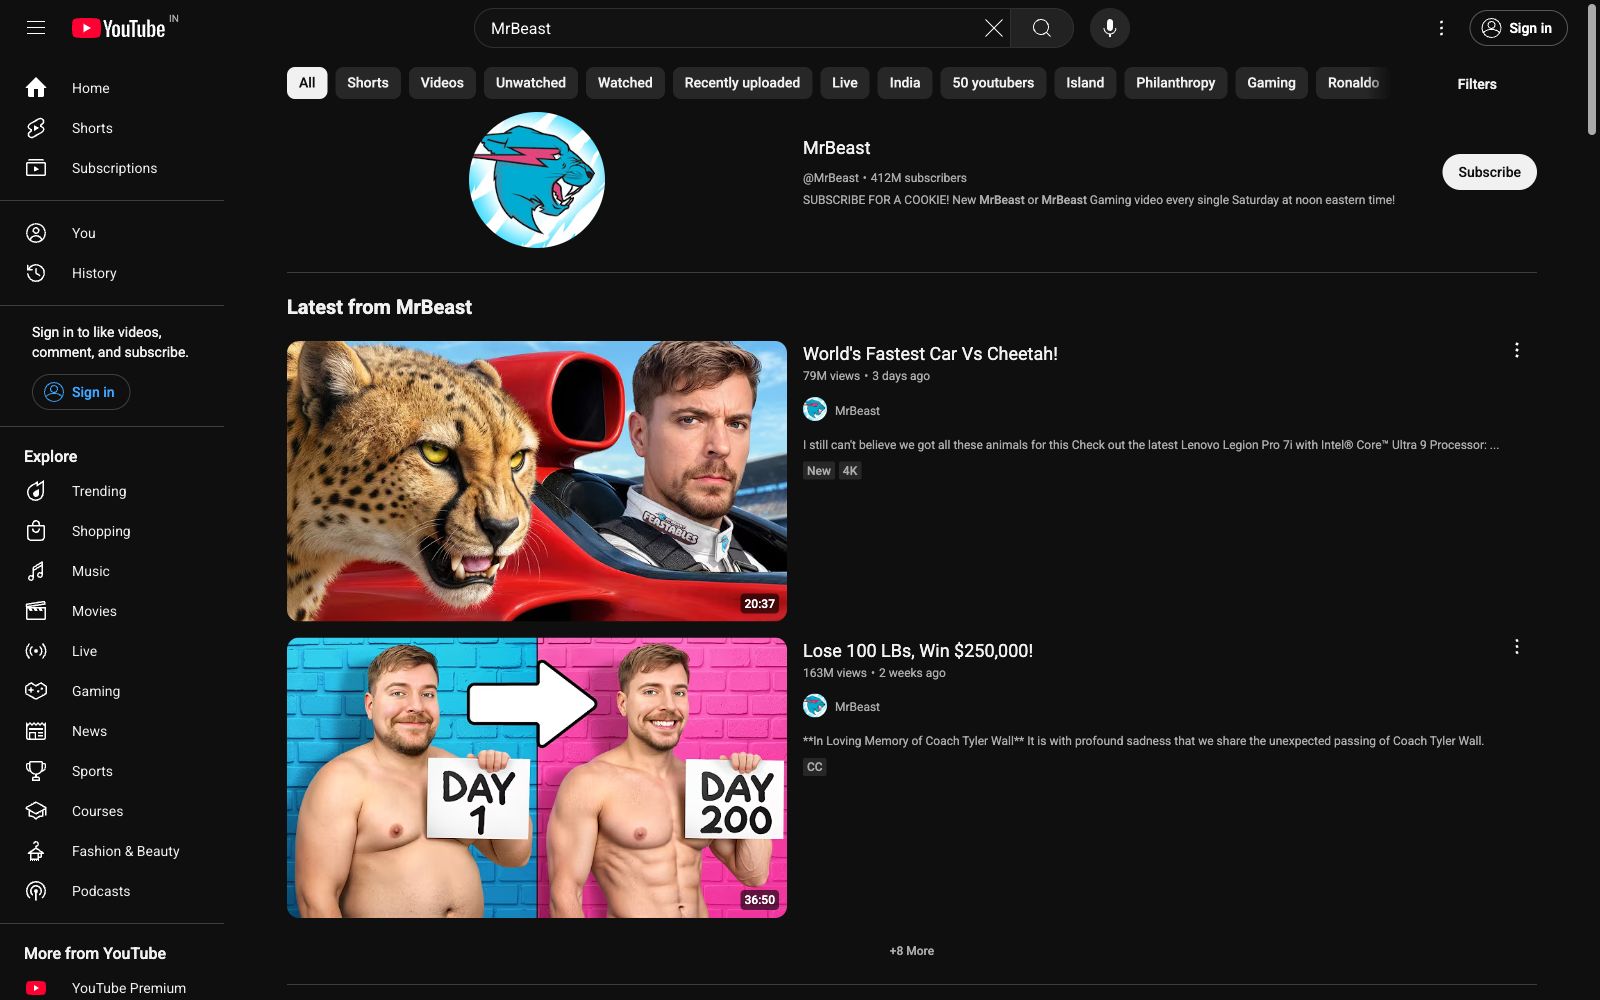 YouTube IN
MrBeast
Sign in
Home
Shorts
Subscriptions
You
History
Sign in to like videos,
comment, and subscribe.
Sign in
Explore
Trending
Shopping
Music
Movies
Live
Gaming
News
Sports
Courses
Fashion & Beauty
Podcasts
More from YouTube
YouTube Premium
All Shorts Videos Unwatched Watched Recently uploaded Live India 50 youtubers Island Philanthropy Gaming Ronaldo Filters
MrBeast
@MrBeast • 412M subscribers
SUBSCRIBE FOR A COOKIE! New MrBeast or MrBeast Gaming video every single Saturday at noon eastern time!
Subscribe
Latest from MrBeast
FEASTABLES
20:37
World's Fastest Car Vs Cheetah!
79M views • 3 days ago
MrBeast
I still can't believe we got all these animals for this Check out the latest Lenovo Legion Pro 7i with Intel® Core™ Ultra 9 Processor: ...
New 4K
DAY
1
DAY
200
36:50
Lose 100 LBs, Win $250,000!
163M views • 2 weeks ago
MrBeast
**In Loving Memory of Coach Tyler Wall** It is with profound sadness that we share the unexpected passing of Coach Tyler Wall.
CC
+8 More